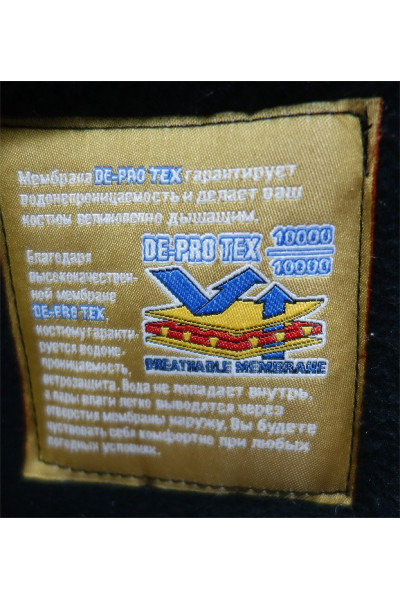 Мембрана DE-PRO TEX гарантирует
водонепроницаемость и делает ваш
костюм великолепно дышащим.
DE-PRO TEX 10000
10000
BREATHABLE MEMBRANE
Благодаря
высококачествен-
ной мембране
DE-PRO TEX,
костюму гаранти-
руется водоне-
проницаемость,
ветрозащита. Вода не попадает внутрь,
а пары влаги легко выводятся через
отверстия мембраны наружу. Вы будете
чувствовать себя комфортно при любых
погодных условиях.